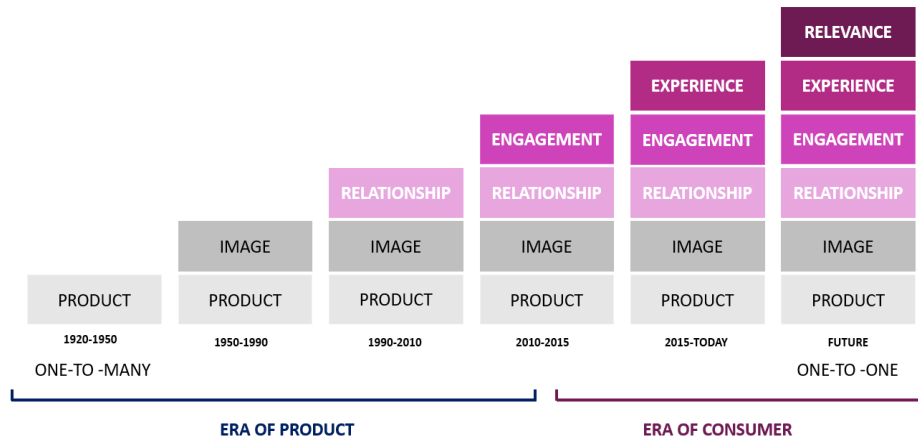 RELEVANCE
EXPERIENCE EXPERIENCE
ENGAGEMENT ENGAGEMENT ENGAGEMENT
RELATIONSHIP RELATIONSHIP RELATIONSHIP RELATIONSHIP
IMAGE IMAGE IMAGE IMAGE IMAGE
PRODUCT PRODUCT PRODUCT PRODUCT PRODUCT PRODUCT
1920-1950 1950-1990 1990-2010 2010-2015 2015-TODAY FUTURE
ONE-TO -MANY ONE-TO -ONE
ERA OF PRODUCT ERA OF CONSUMER